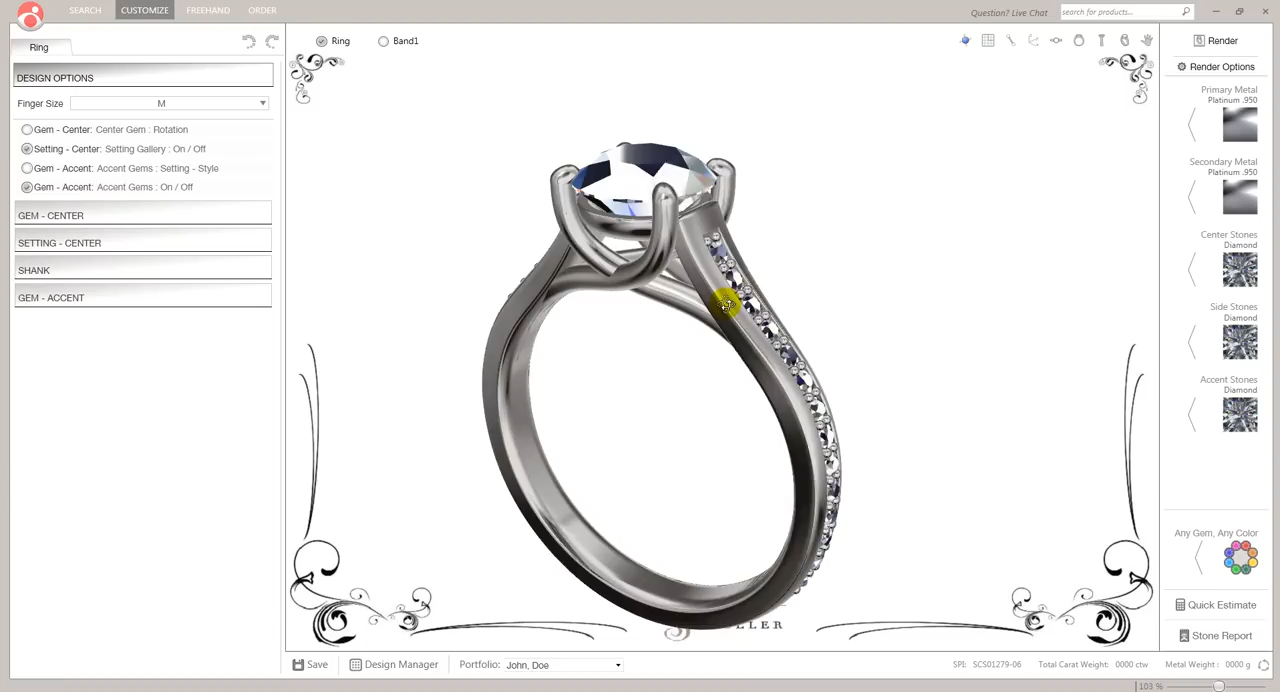 SEARCH
CUSTOMIZE
FREEHAND
ORDER
Question? Live Chat
search for products...
Ring
Ring
Band1
Render
Render Options
DESIGN OPTIONS
Finger Size
M
Gem - Center: Center Gem : Rotation
Setting - Center: Setting Gallery : On / Off
Gem - Accent: Accent Gems : Setting - Style
Gem - Accent: Accent Gems : On / Off
GEM - CENTER
SETTING - CENTER
SHANK
GEM - ACCENT
Primary Metal
Platinum .950
Secondary Metal
Platinum .950
Center Stones
Diamond
Side Stones
Diamond
Accent Stones
Diamond
Any Gem, Any Color
Quick Estimate
Stone Report
Save
Design Manager
Portfolio:
John, Doe
SPI: SCS01279-06
Total Carat Weight: 0000 ctw
Metal Weight : 0000 g
103 %